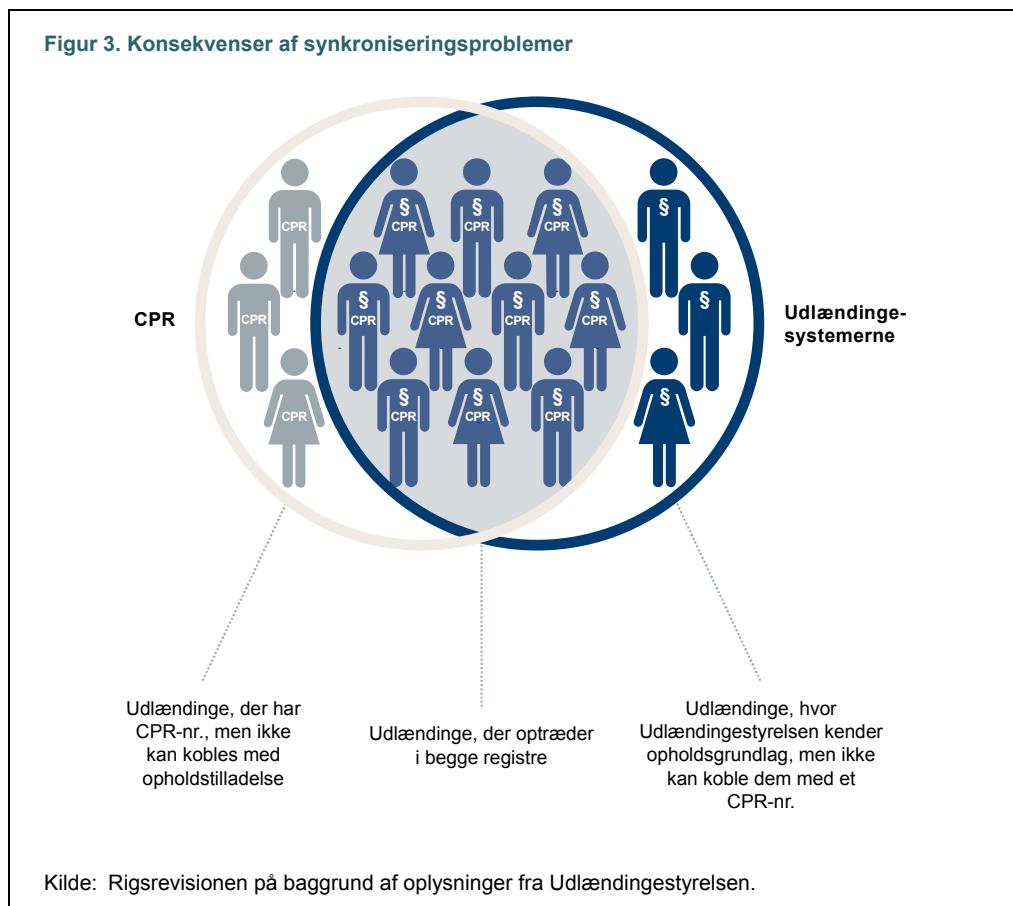 Figur 3. Konsekvenser af synkroniseringsproblemer
CPR
§
CPR
§
CPR
§
CPR
§
CPR
§
CPR
§
CPR
§
CPR
§
CPR
CPR
§
CPR
§
CPR
§
CPR
§
§
§
CPR
Udlændinge-
systemerne
Udlændinge, der har
CPR-nr., men ikke
kan kobles med
opholdstilladelse
Udlændinge, der optræder
i begge registre
Udlændinge, hvor
Udlændingestyrelsen kender
opholdsgrundlag, men ikke
kan koble dem med et
CPR-nr.
Kilde: Rigsrevisionen på baggrund af oplysninger fra Udlændingestyrelsen.